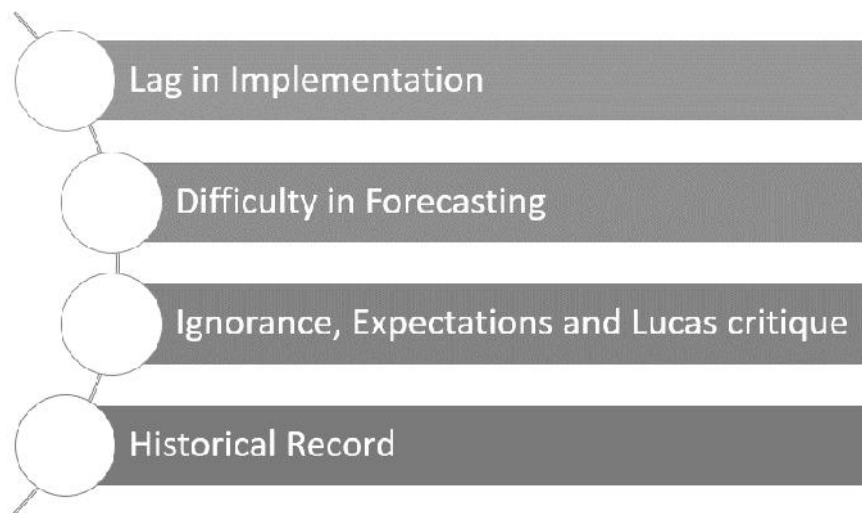 Lag in Implementation
Difficulty in Forecasting
Ignorance, Expectations and Lucas critique
Historical Record